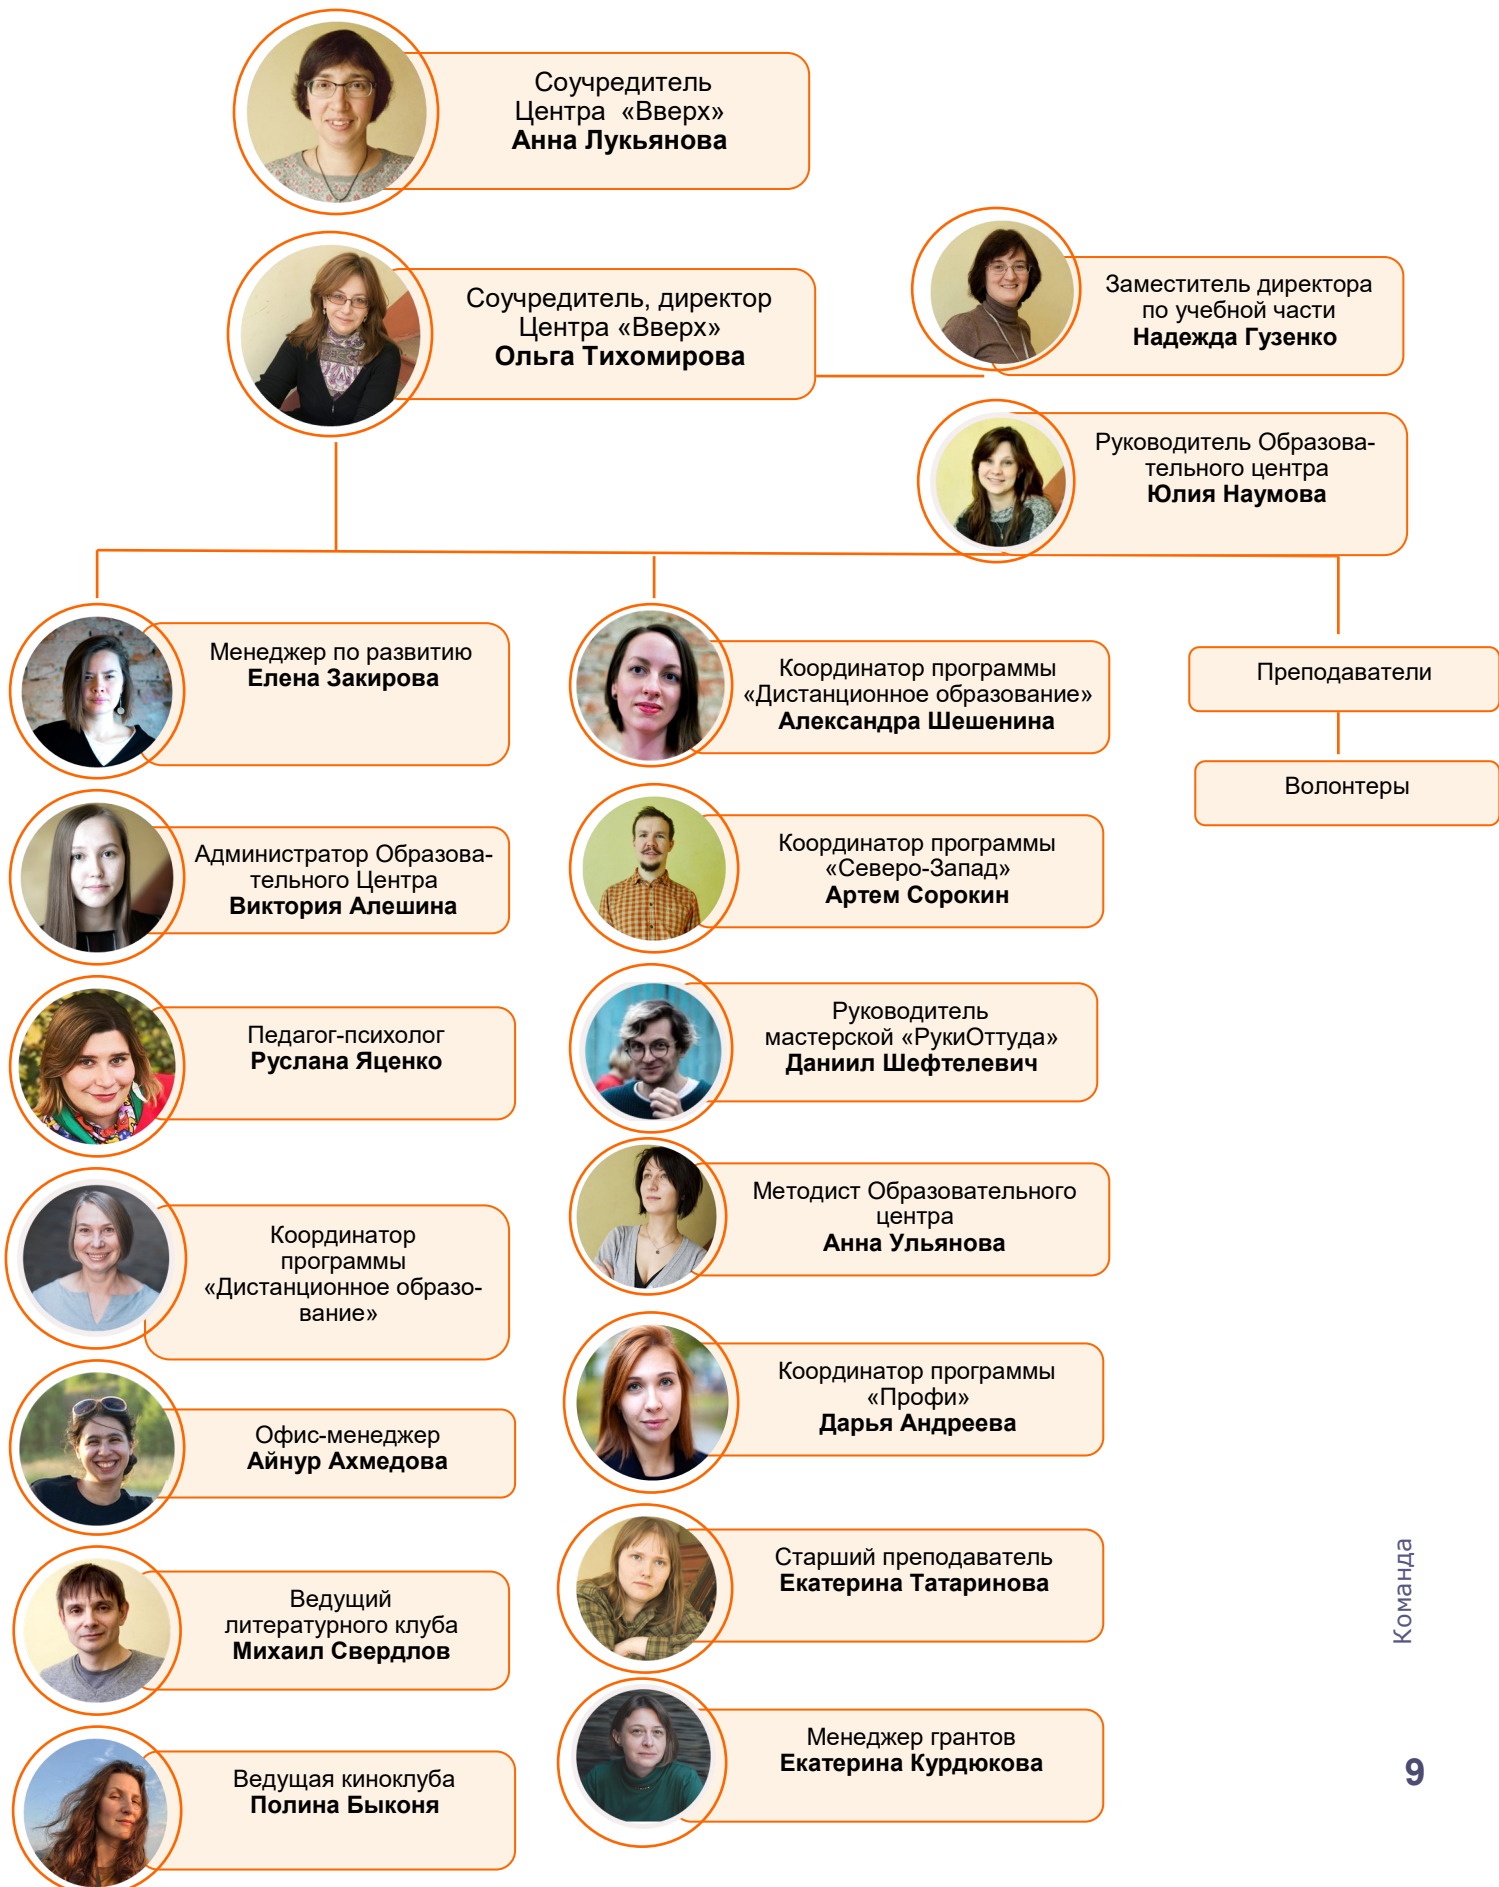 Соучредитель
Центра «Вверх»
Анна Лукьянова
Соучредитель, директор
Центра «Вверх»
Ольга Тихомирова
Заместитель директора
по учебной части
Надежда Гузенко
Руководитель Образова-
тельного центра
Юлия Наумова
Менеджер по развитию
Елена Закирова
Администратор Образова-
тельного Центра
Виктория Алешина
Педагог-психолог
Руслана Яценко
Координатор
программы
«Дистанционное образо-
вание»
Офис-менеджер
Айнур Ахмедова
Ведущий
литературного клуба
Михаил Свердлов
Ведущая киноклуба
Полина Быконя
Координатор программы
«Дистанционное образование»
Александра Шешенина
Координатор программы
«Северо-Запад»
Артем Сорокин
Руководитель
мастерской «РукиОттуда»
Даниил Шефтелевич
Методист Образовательного
центра
Анна Ульянова
Координатор программы
«Профи»
Дарья Андреева
Старший преподаватель
Екатерина Татаринова
Менеджер грантов
Екатерина Курдюкова
Преподаватели
Волонтеры
Команда
9